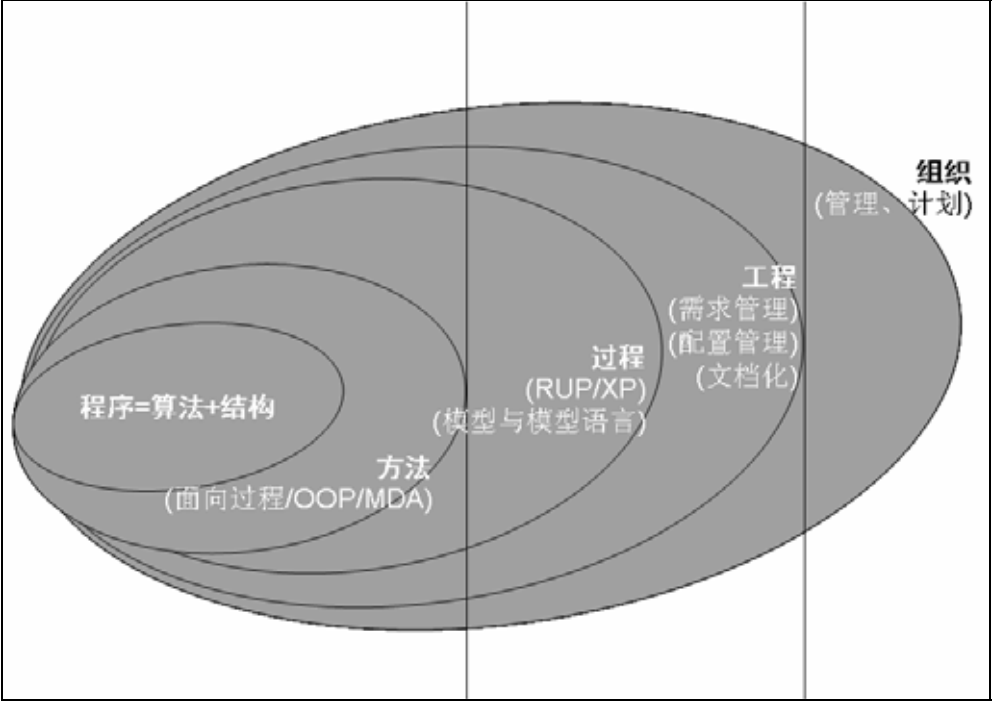 组织
(管理、计划)
工程
(需求管理)
(配置管理)
(文档化)
过程
(RUP/XP)
(模型与模型语言)
程序=算法+结构
方法
(面向过程/OOP/MDA)